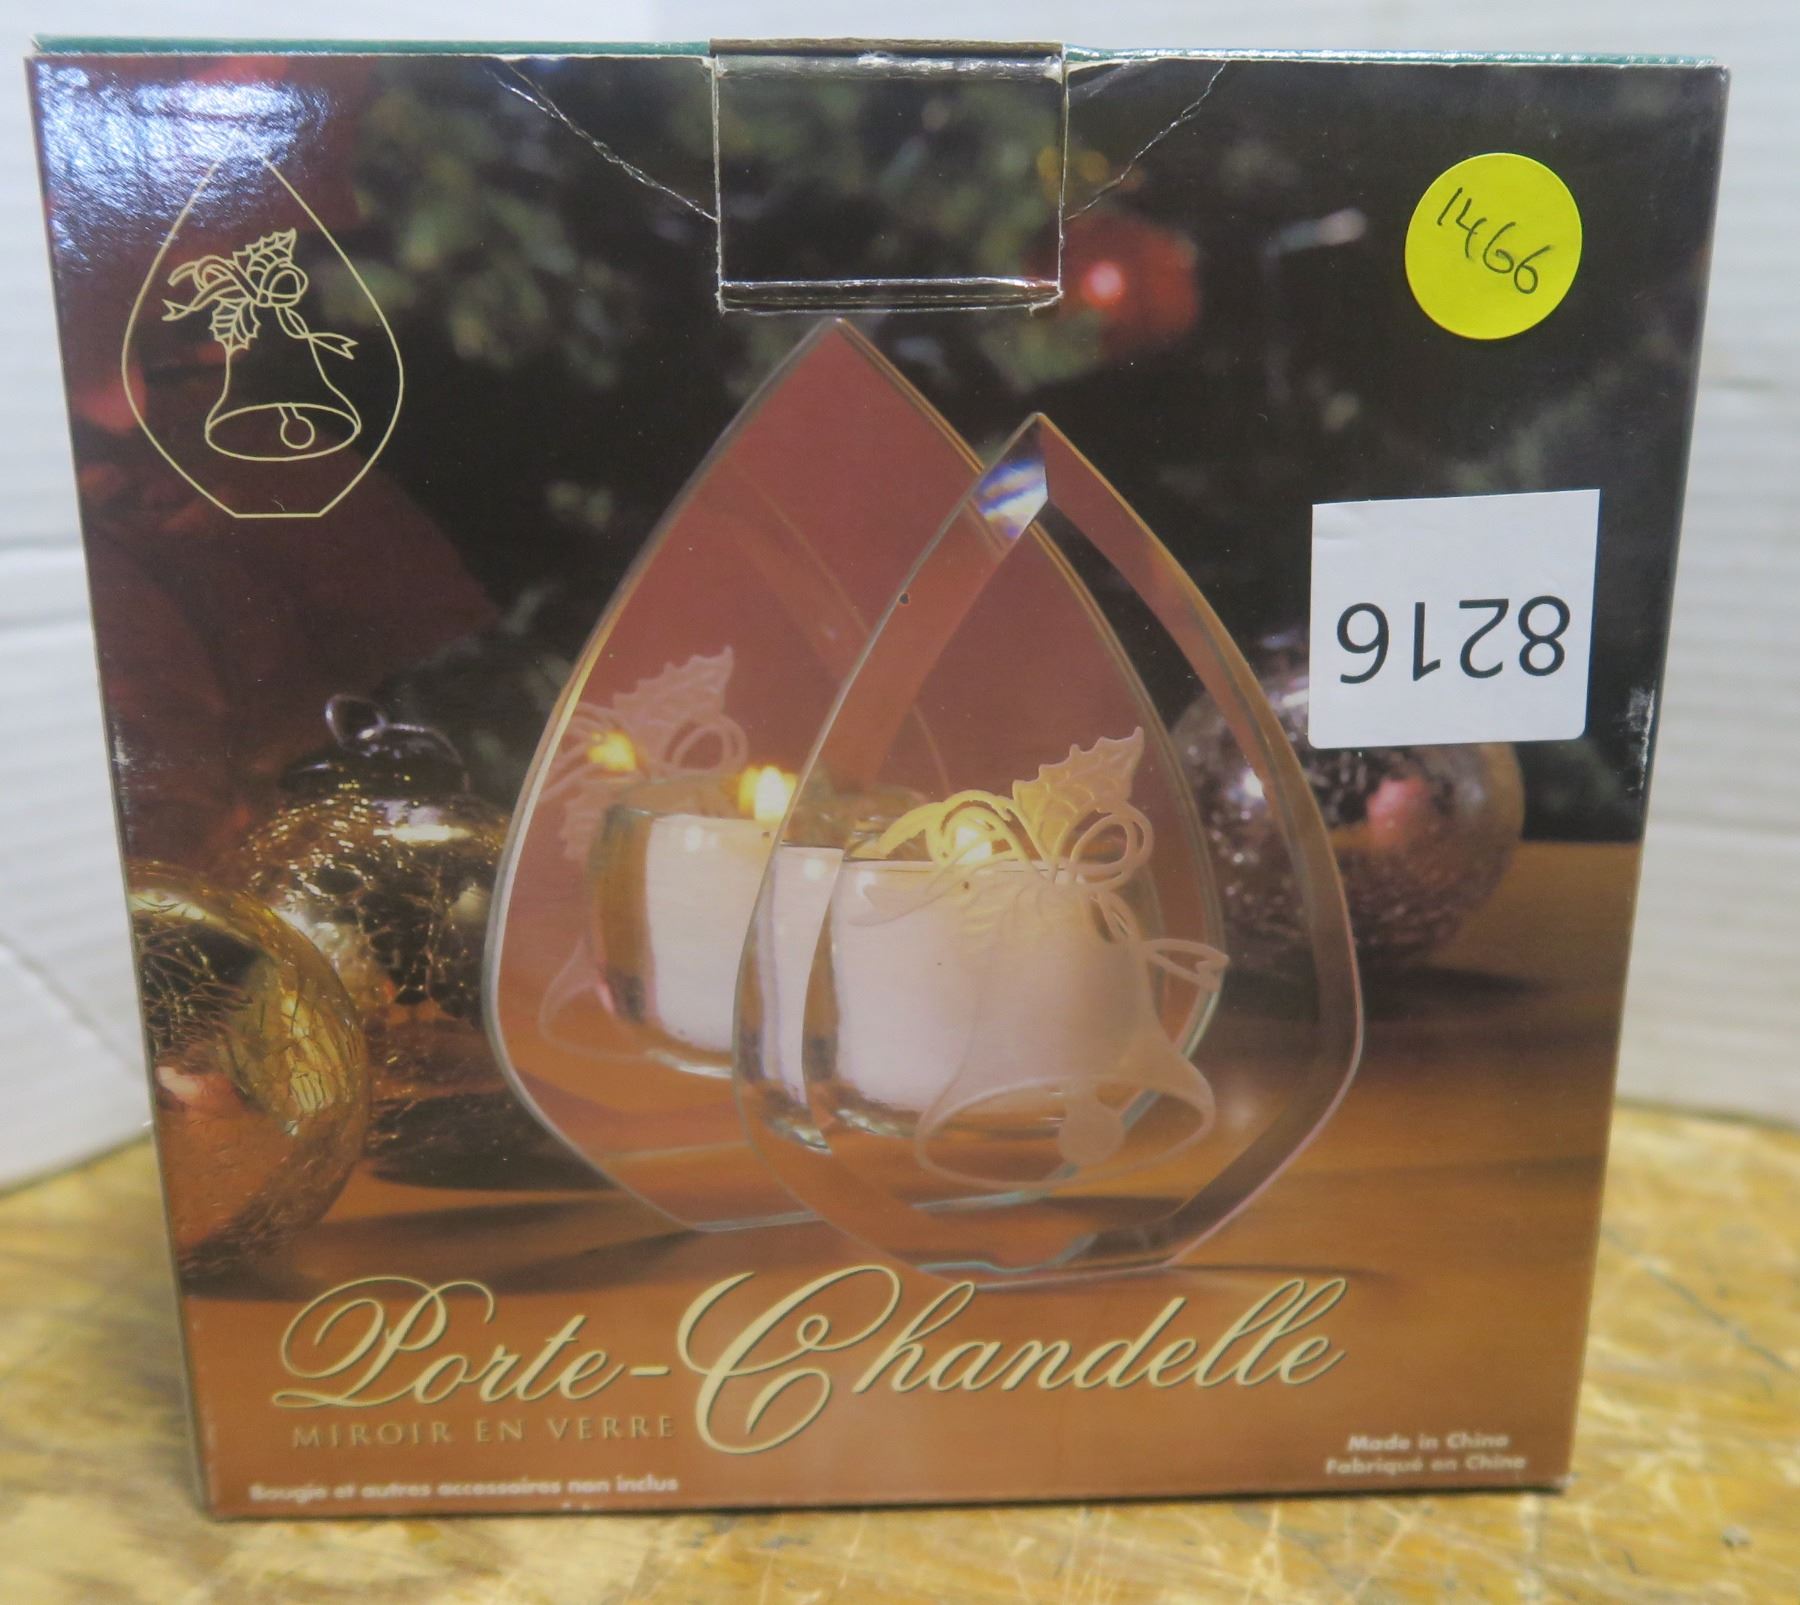 1466
8216
Porte-Chandelle
MIROIR EN VERRE
Made in China
Fabriqué en Chine
Bougie et autres accessoires non inclus